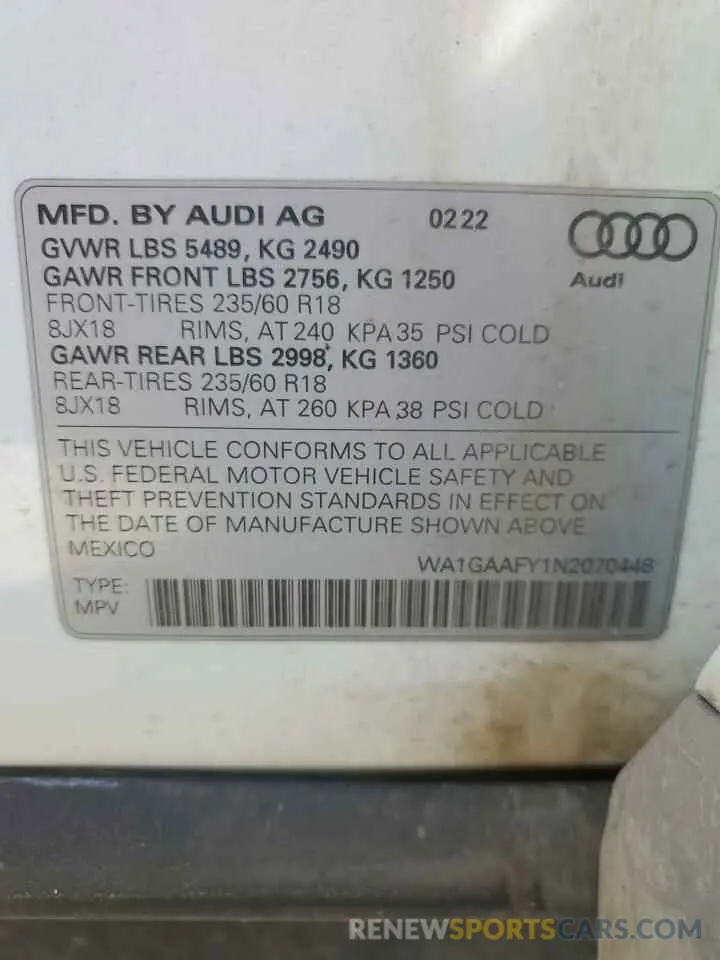 MFD. BY AUDI AG 02 22
GVWR LBS 5489, KG 2490
GAWR FRONT LBS 2756, KG 1250 Audi
FRONT-TIRES 235/60 R18
8JX18 RIMS, AT 240 KPA 35 PSI COLD
GAWR REAR LBS 2998, KG 1360
REAR-TIRES 235/60 R18
8JX18 RIMS, AT 260 KPA 38 PSI COLD
THIS VEHICLE CONFORMS TO ALL APPLICABLE
U.S. FEDERAL MOTOR VEHICLE SAFETY AND
THEFT PREVENTION STANDARDS IN EFFECT ON
THE DATE OF MANUFACTURE SHOWN ABOVE
MEXICO
WA1GAAFY1N2070448
TYPE:
MPV
RENEWSPORTSCARS.COM